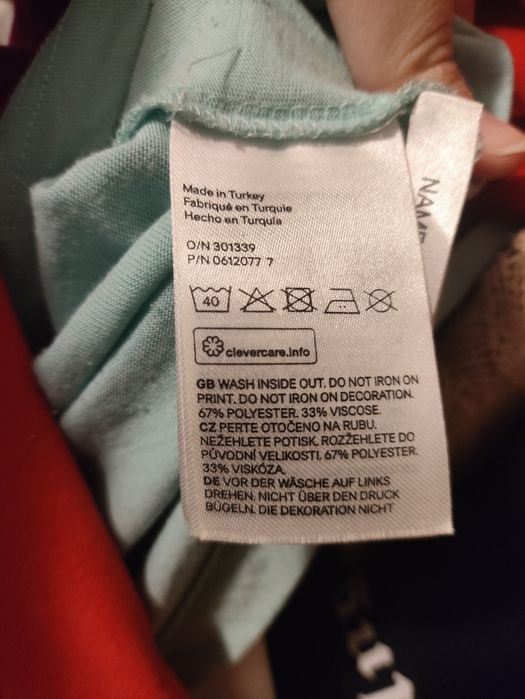 Made in Turkey
Fabriqué en Turquie
Hecho en Turquía
O/N 301339
P/N 0612077 7
40
clevercare.info
GB WASH INSIDE OUT. DO NOT IRON ON
PRINT. DO NOT IRON ON DECORATION.
67% POLYESTER. 33% VISCOSE.
CZ PERTE OTOČENO NA RUBU.
NEŽEHLETE POTISK. ROZŽEHLETE DO
PŮVODNÍ VELIKOSTI. 67% POLYESTER.
33% VISKÓZA.
DE VOR DER WÄSCHE AUF LINKS
DREHEN. NICHT ÜBER DEN DRUCK
BÜGELN. DIE DEKORATION NICHT